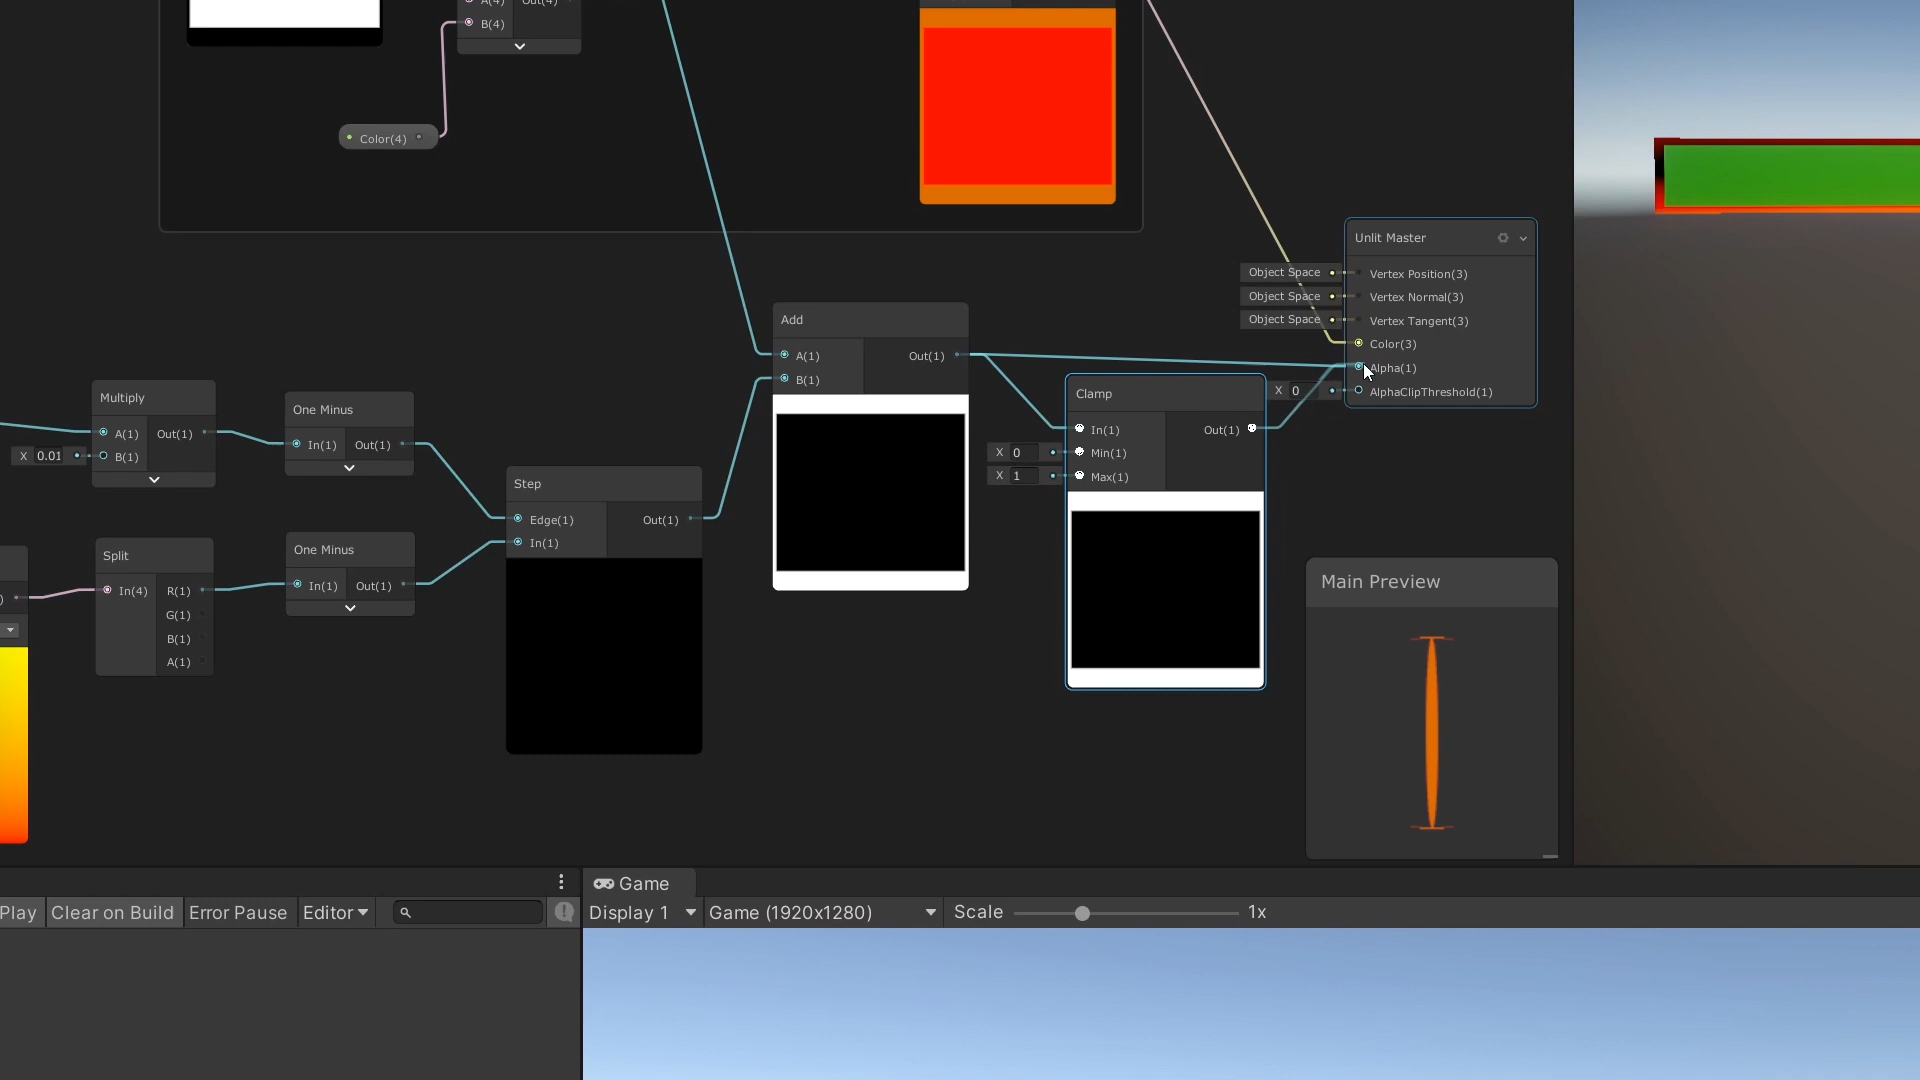 A(4) Out(4)
B(4)
Color(4)
Unlit Master
Object Space Vertex Position(3)
Object Space Vertex Normal(3)
Object Space Vertex Tangent(3)
Color(3)
Alpha(1)
X 0 AlphaClipThreshold(1)
Add
A(1) Out(1)
B(1)
Clamp
In(1) Out(1)
X 0 Min(1)
X 1 Max(1)
Multiply
A(1) Out(1)
X 0.01 B(1)
One Minus
In(1) Out(1)
Step
Edge(1) Out(1)
In(1)
Split
In(4) R(1)
G(1)
B(1)
A(1)
One Minus
In(1) Out(1)
)
Main Preview
Play Clear on Build Error Pause Editor
Game
Display 1 Game (1920x1280) Scale 1x